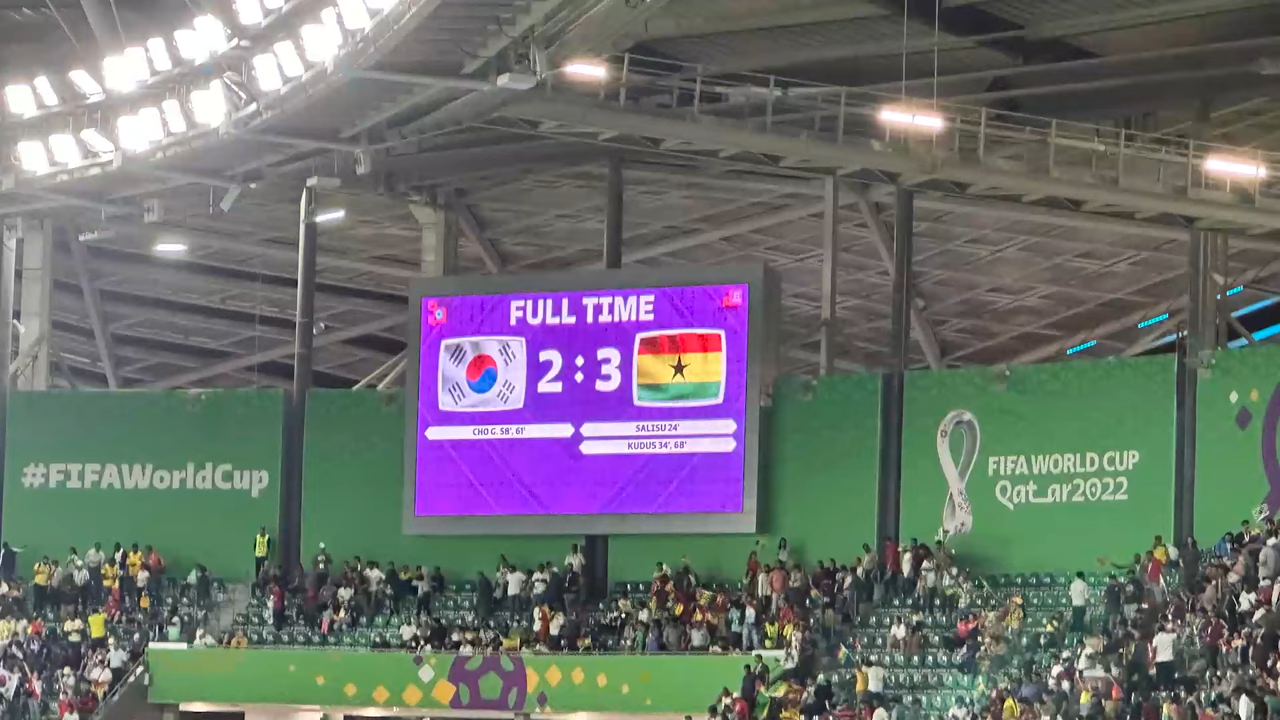 FULL TIME
2:3
CHO G. 58', 61'
SALISU 24'
KUDUS 34', 68'
#FIFAWorldCup
FIFA WORLD CUP
Qatar2022